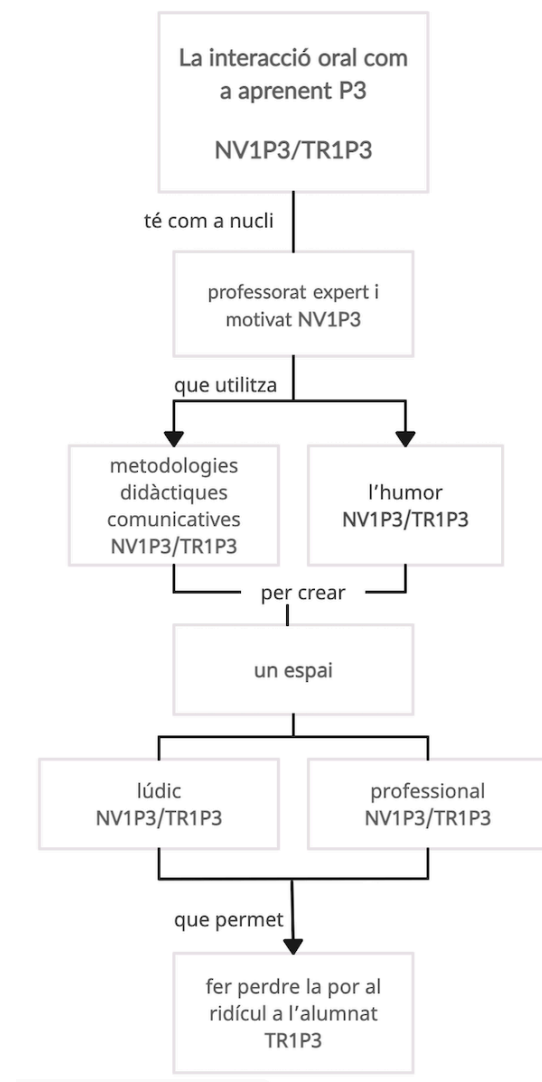 La interacció oral com
a aprenent P3
NV1P3/TR1P3
té com a nucli
professorat expert i
motivat NV1P3
que utilitza
metodologies
didàctiques
comunicatives
NV1P3/TR1P3
l’humor
NV1P3/TR1P3
per crear
un espai
lúdic
NV1P3/TR1P3
professional
NV1P3/TR1P3
que permet
fer perdre la por al
ridícul a l’alumnat
TR1P3